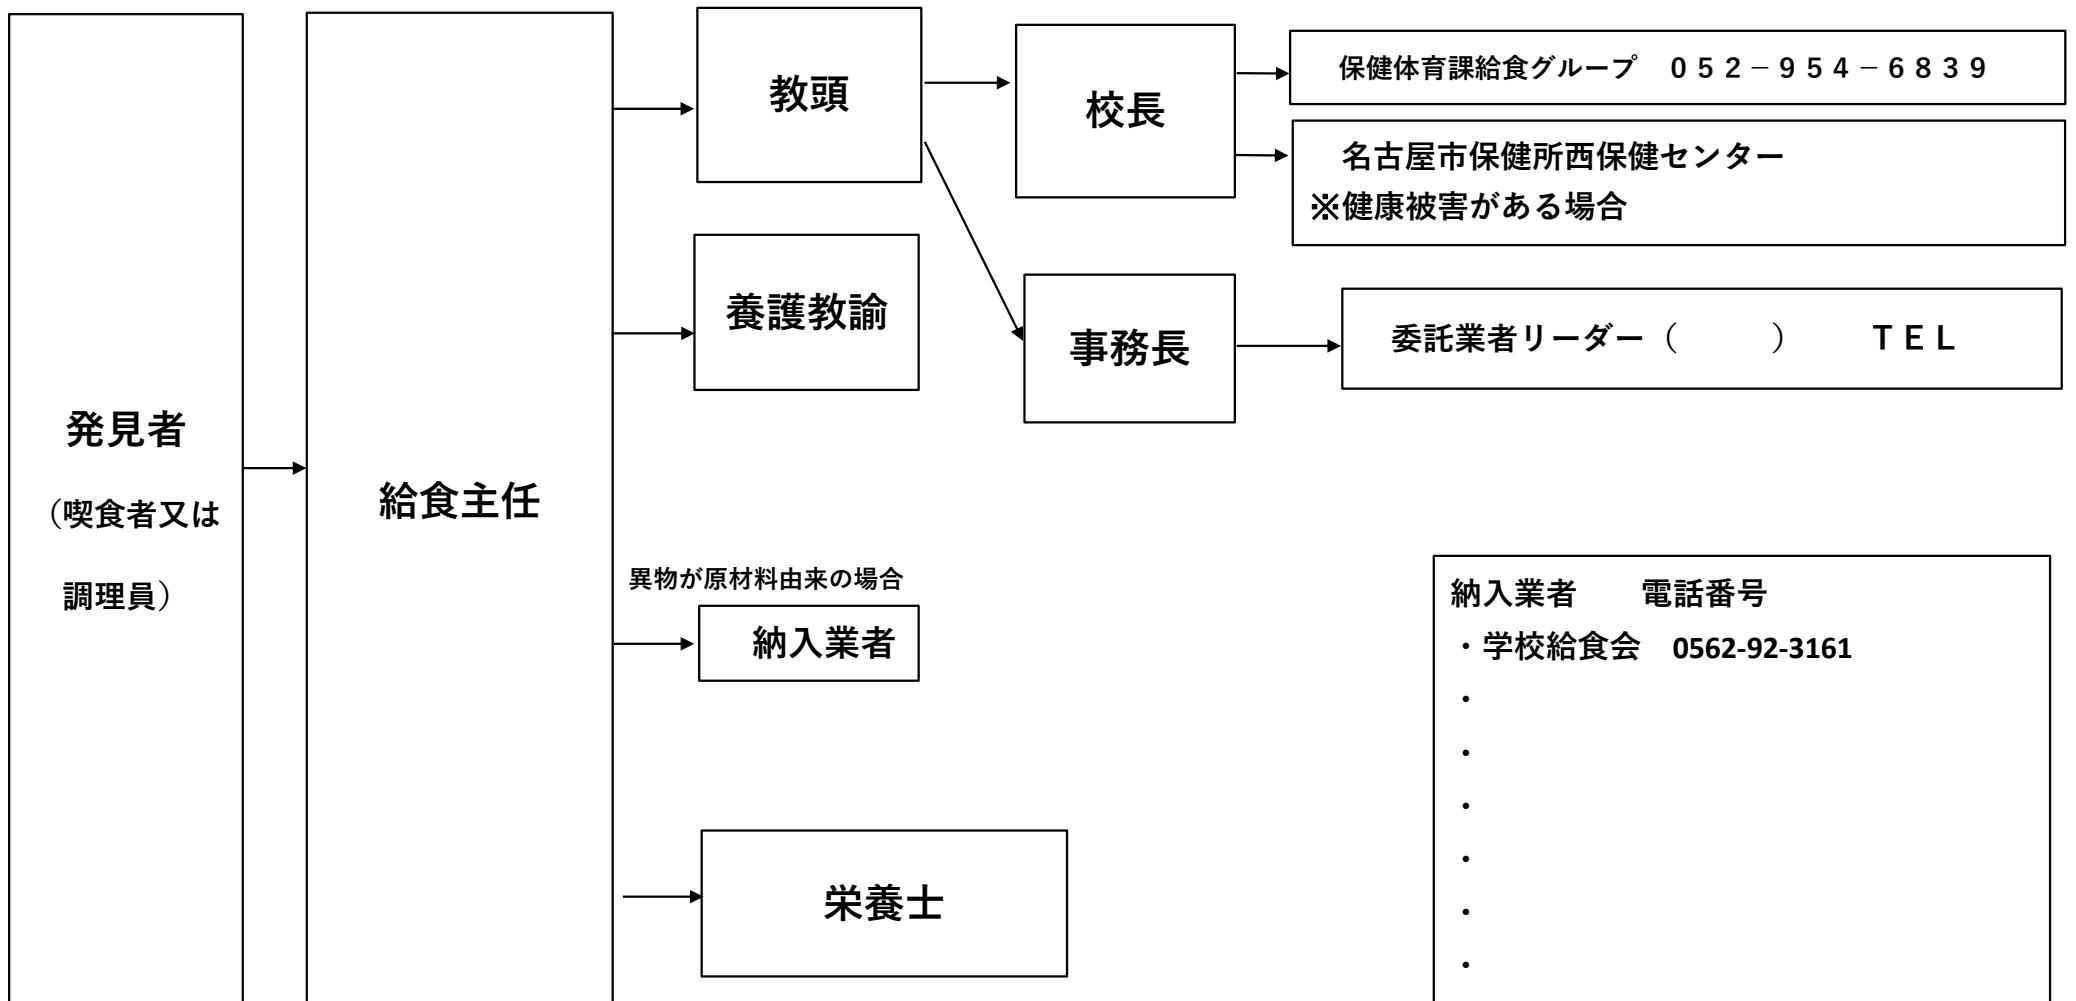 発見者
（喫食者又は
調理員）
給食主任
教頭
養護教諭
異物が原材料由来の場合
納入業者
栄養士
校長
事務長
保健体育課給食グループ　０５２－９５４－６８３９
名古屋市保健所西保健センター
※健康被害がある場合
委託業者リーダー（　　　）　　ＴＥＬ
納入業者　　電話番号
・学校給食会　0562-92-3161
・
・
・
・
・
・